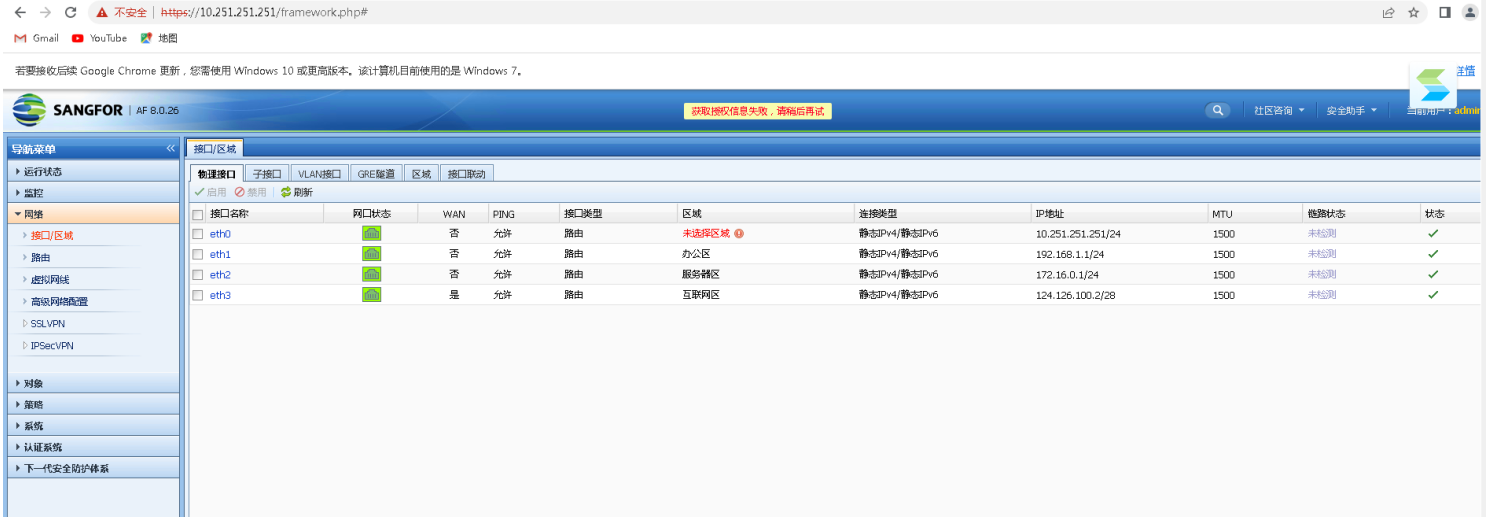 不安全 https://10.251.251.251/framework.php#
Gmail YouTube 地图
若要接收后续 Google Chrome 更新，您需使用 Windows 10 或更高版本。该计算机目前使用的是 Windows 7。 详情
SANGFOR AF 8.0.26 获取授权信息失败，请稍后再试 社区咨询 安全助手 当前用户：admin
导航菜单 接口/区域
运行状态 物理接口 子接口 VLAN接口 GRE隧道 区域 接口联动
监控 启用 禁用 刷新
网络 接口名称 网口状态 WAN PING 接口类型 区域 连接类型 IP地址 MTU 链路状态 状态
接口/区域 eth0 否 允许 路由 未选择区域 静态IPv4/静态IPv6 10.251.251.251/24 1500 未检测
路由 eth1 否 允许 路由 办公区 静态IPv4/静态IPv6 192.168.1.1/24 1500 未检测
虚拟网线 eth2 否 允许 路由 服务器区 静态IPv4/静态IPv6 172.16.0.1/24 1500 未检测
高级网络配置 eth3 是 允许 路由 互联网区 静态IPv4/静态IPv6 124.126.100.2/28 1500 未检测
SSLVPN
IPSecVPN
对象
策略
系统
认证系统
下一代安全防护体系